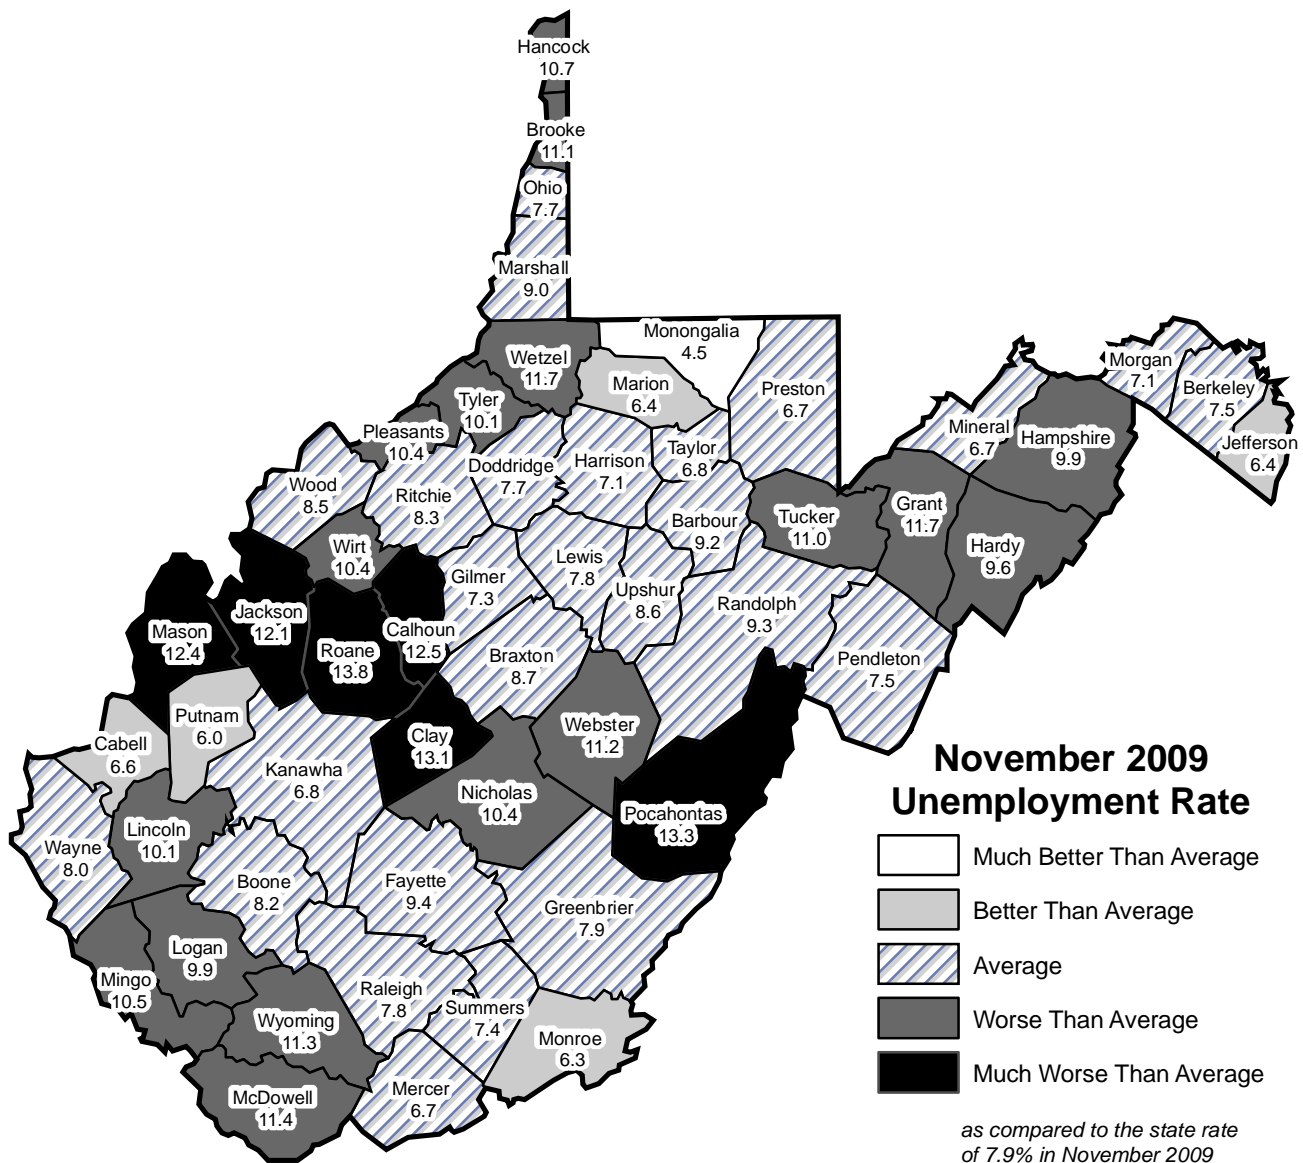 Hancock
10.7
Brooke
11.1
Ohio
7.7
Marshall
9.0
Wetzel
11.7
Monongalia
4.5
Marion
6.4
Preston
6.7
Tyler
10.1
Pleasants
10.4
Doddridge
7.7
Harrison
7.1
Taylor
6.8
Wood
8.5
Ritchie
8.3
Barbour
9.2
Tucker
11.0
Grant
11.7
Mineral
6.7
Hampshire
9.9
Morgan
7.1
Berkeley
7.5
Jefferson
6.4
Hardy
9.6
Wirt
10.4
Gilmer
7.3
Lewis
7.8
Upshur
8.6
Randolph
9.3
Pendleton
7.5
Mason
12.4
Jackson
12.1
Roane
13.8
Calhoun
12.5
Braxton
8.7
Webster
11.2
Putnam
6.0
Cabell
6.6
Clay
13.1
Kanawha
6.8
Nicholas
10.4
Pocahontas
13.3
Wayne
8.0
Lincoln
10.1
Boone
8.2
Fayette
9.4
Greenbrier
7.9
Logan
9.9
Mingo
10.5
Raleigh
7.8
Summers
7.4
Wyoming
11.3
Monroe
6.3
McDowell
11.4
Mercer
6.7
November 2009
Unemployment Rate
Much Better Than Average
Better Than Average
Average
Worse Than Average
Much Worse Than Average
as compared to the state rate
of 7.9% in November 2009